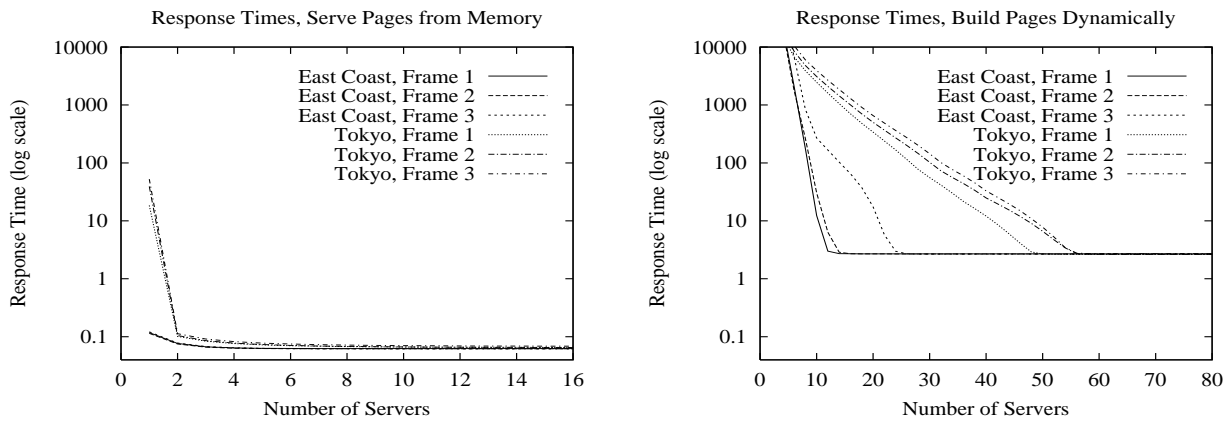 Response Times, Serve Pages from Memory
10000
1000
100
10
1
0.1
Response Time (log scale)
East Coast, Frame 1
East Coast, Frame 2
East Coast, Frame 3
Tokyo, Frame 1
Tokyo, Frame 2
Tokyo, Frame 3
0 2 4 6 8 10 12 14 16
Number of Servers
Response Times, Build Pages Dynamically
10000
1000
100
10
1
0.1
Response Time (log scale)
East Coast, Frame 1
East Coast, Frame 2
East Coast, Frame 3
Tokyo, Frame 1
Tokyo, Frame 2
Tokyo, Frame 3
0 10 20 30 40 50 60 70 80
Number of Servers